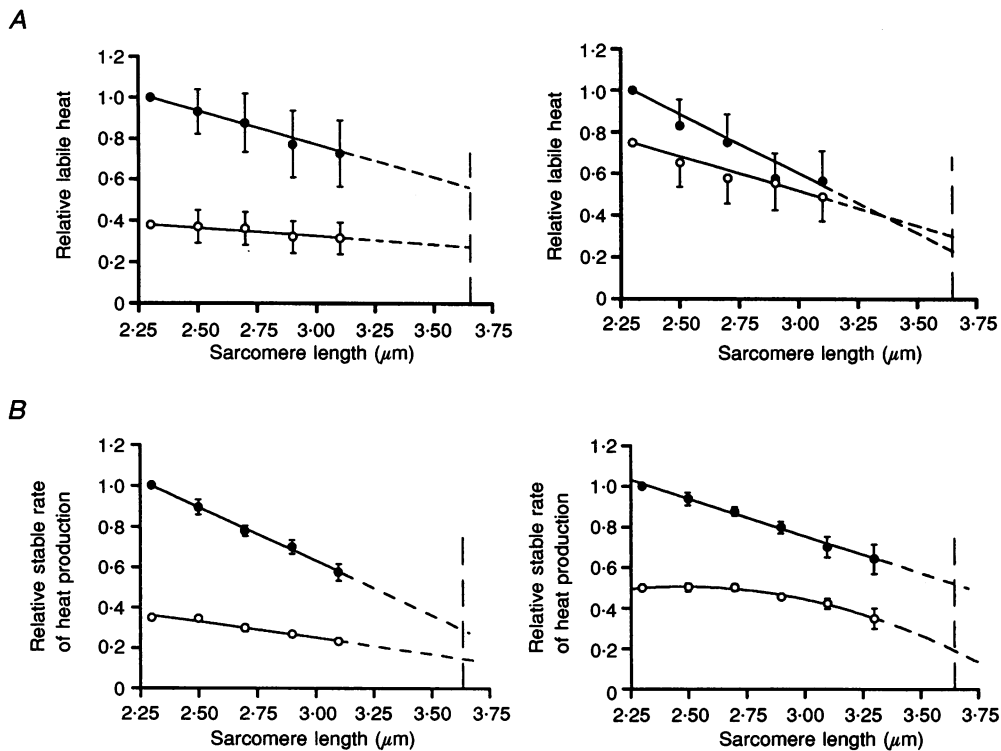 A
Relative labile heat
1·2
1·0
0·8
0·6
0·4
0·2
0
2·25 2·50 2·75 3·00 3·25 3·50 3·75
Sarcomere length (μm)
Relative labile heat
1·2
1·0
0·8
0·6
0·4
0·2
0
2·25 2·50 2·75 3·00 3·25 3·50 3·75
Sarcomere length (μm)
B
Relative stable rate
of heat production
1·2
1·0
0·8
0·6
0·4
0·2
0
2·25 2·50 2·75 3·00 3·25 3·50 3·75
Sarcomere length (μm)
Relative stable rate
of heat production
1·2
1·0
0·8
0·6
0·4
0·2
0
2·25 2·50 2·75 3·00 3·25 3·50 3·75
Sarcomere length (μm)